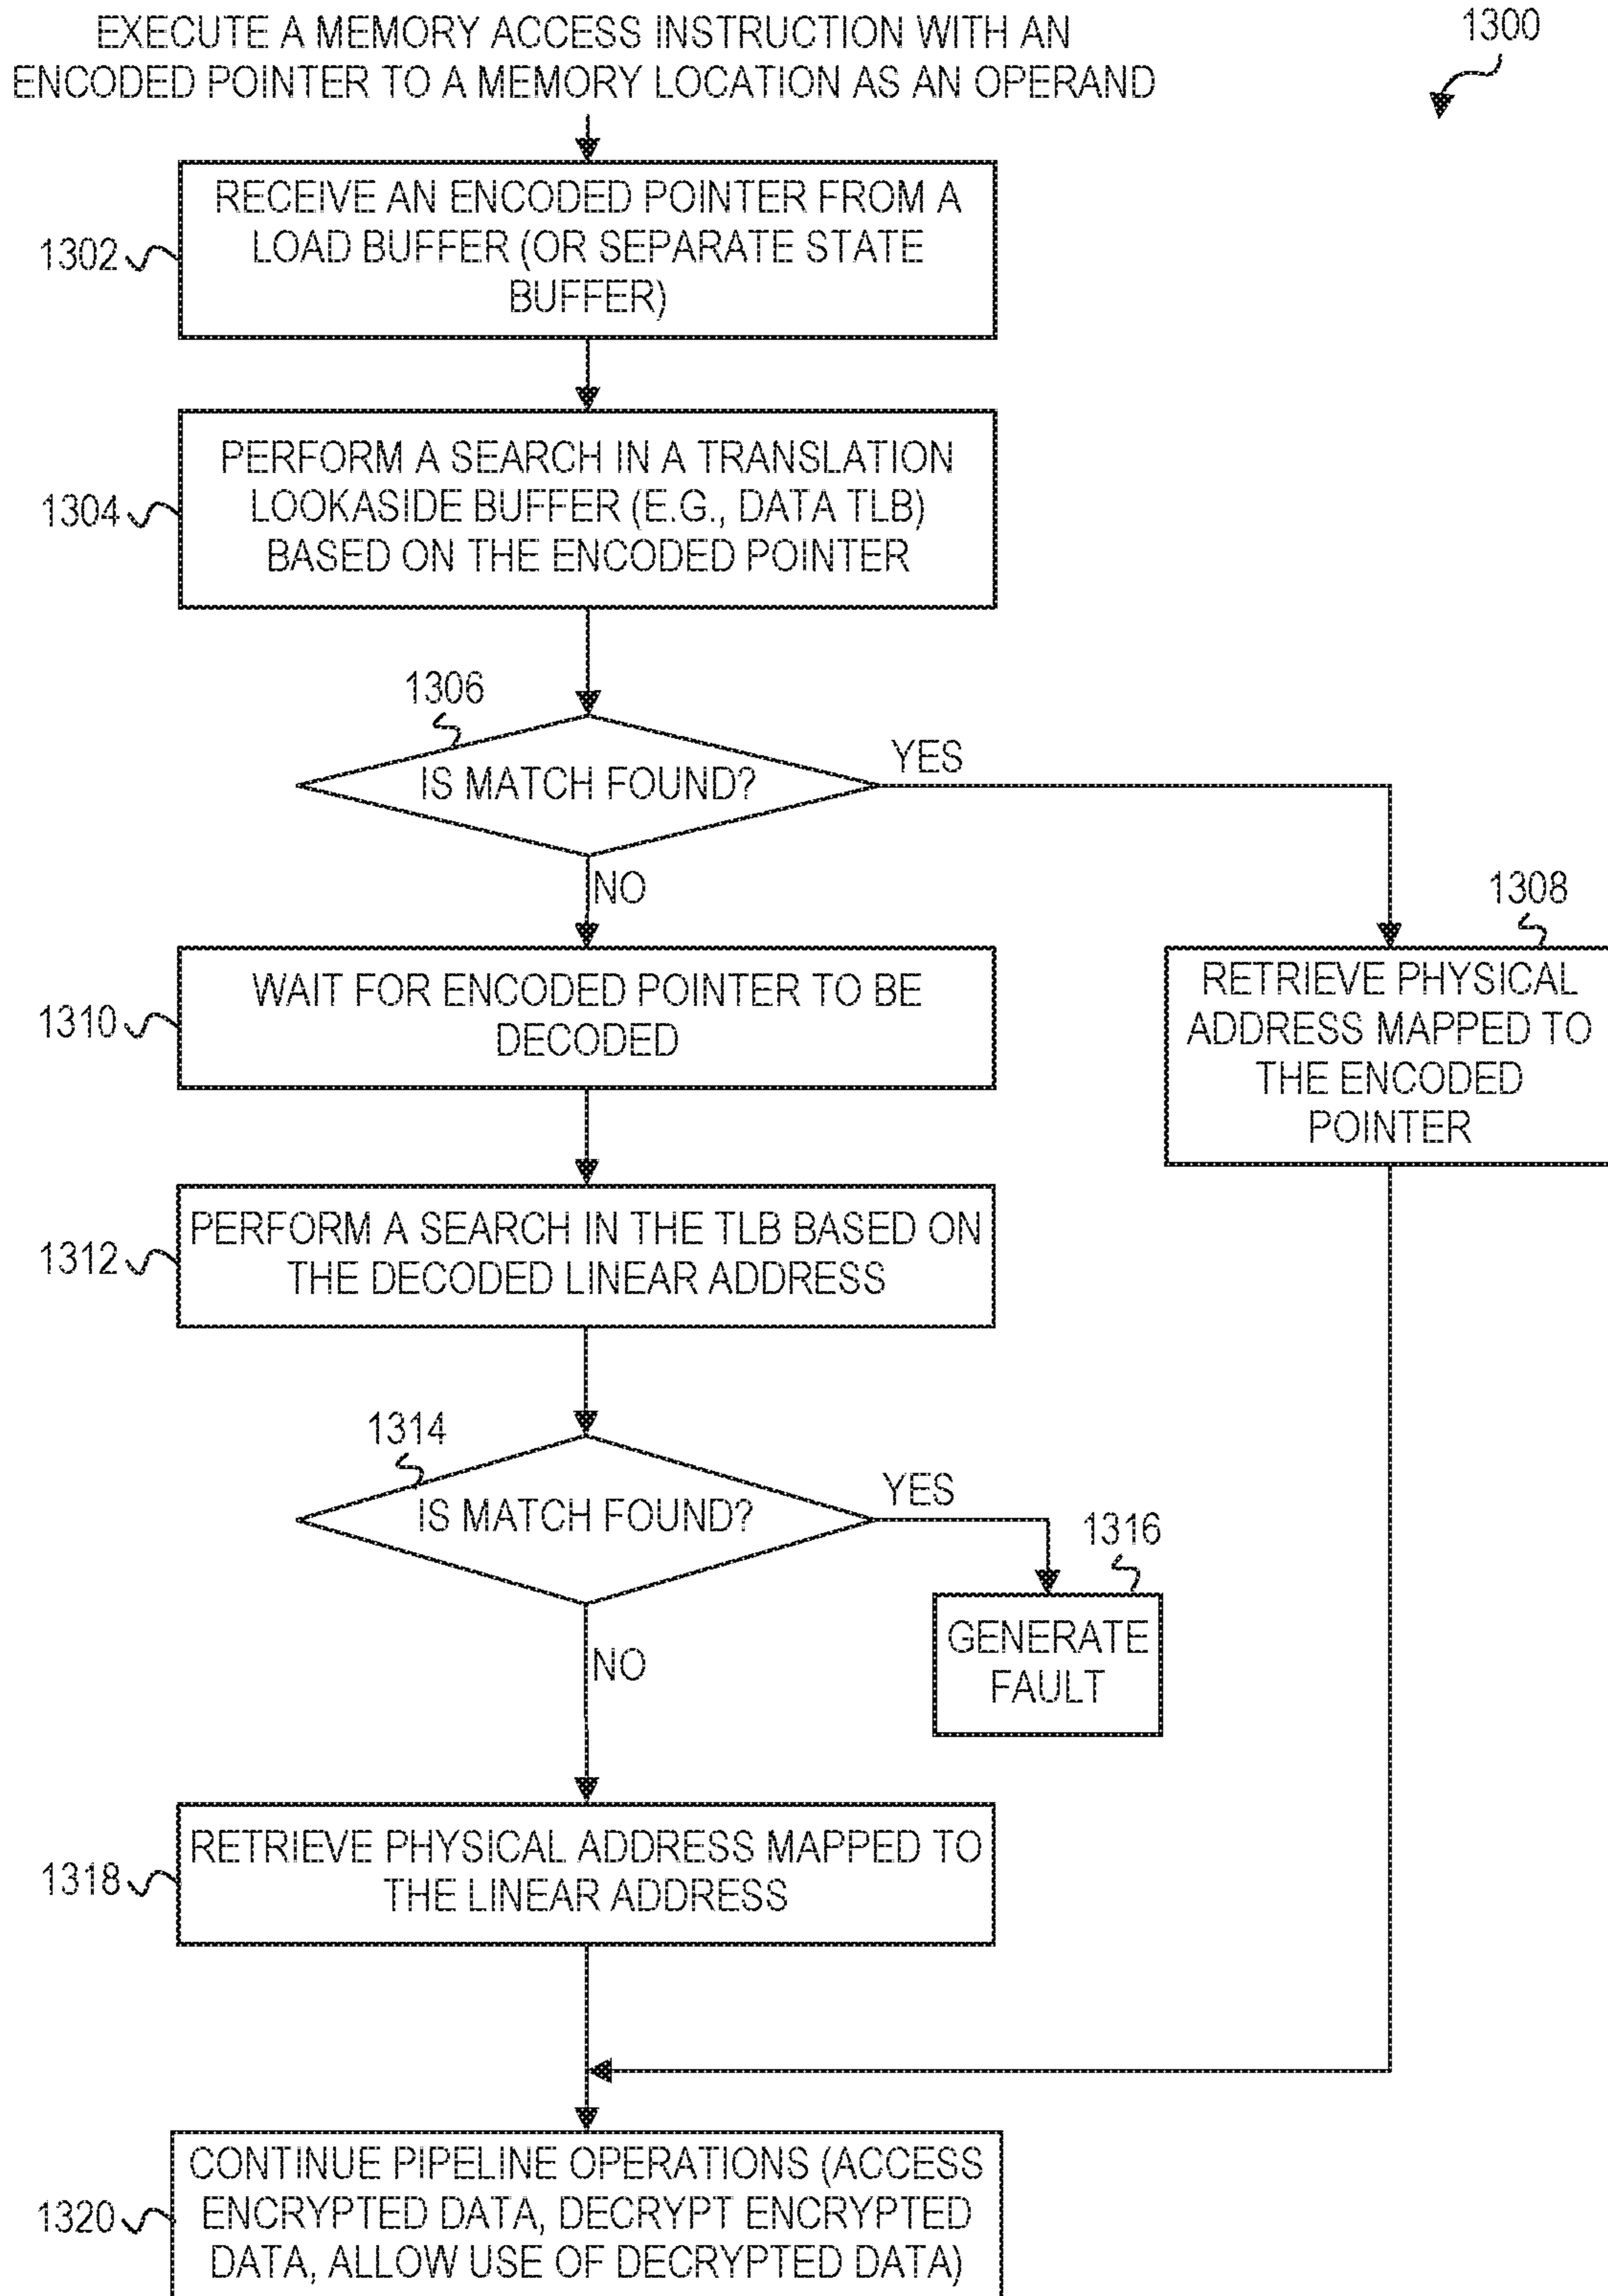 EXECUTE A MEMORY ACCESS INSTRUCTION WITH AN
ENCODED POINTER TO A MEMORY LOCATION AS AN OPERAND
1300
1302
RECEIVE AN ENCODED POINTER FROM A
LOAD BUFFER (OR SEPARATE STATE
BUFFER)
1304
PERFORM A SEARCH IN A TRANSLATION
LOOKASIDE BUFFER (E.G., DATA TLB)
BASED ON THE ENCODED POINTER
1306
IS MATCH FOUND?
YES
NO
1308
RETRIEVE PHYSICAL
ADDRESS MAPPED TO
THE ENCODED
POINTER
1310
WAIT FOR ENCODED POINTER TO BE
DECODED
1312
PERFORM A SEARCH IN THE TLB BASED ON
THE DECODED LINEAR ADDRESS
1314
IS MATCH FOUND?
YES
NO
1316
GENERATE
FAULT
1318
RETRIEVE PHYSICAL ADDRESS MAPPED TO
THE LINEAR ADDRESS
1320
CONTINUE PIPELINE OPERATIONS (ACCESS
ENCRYPTED DATA, DECRYPT ENCRYPTED
DATA, ALLOW USE OF DECRYPTED DATA)